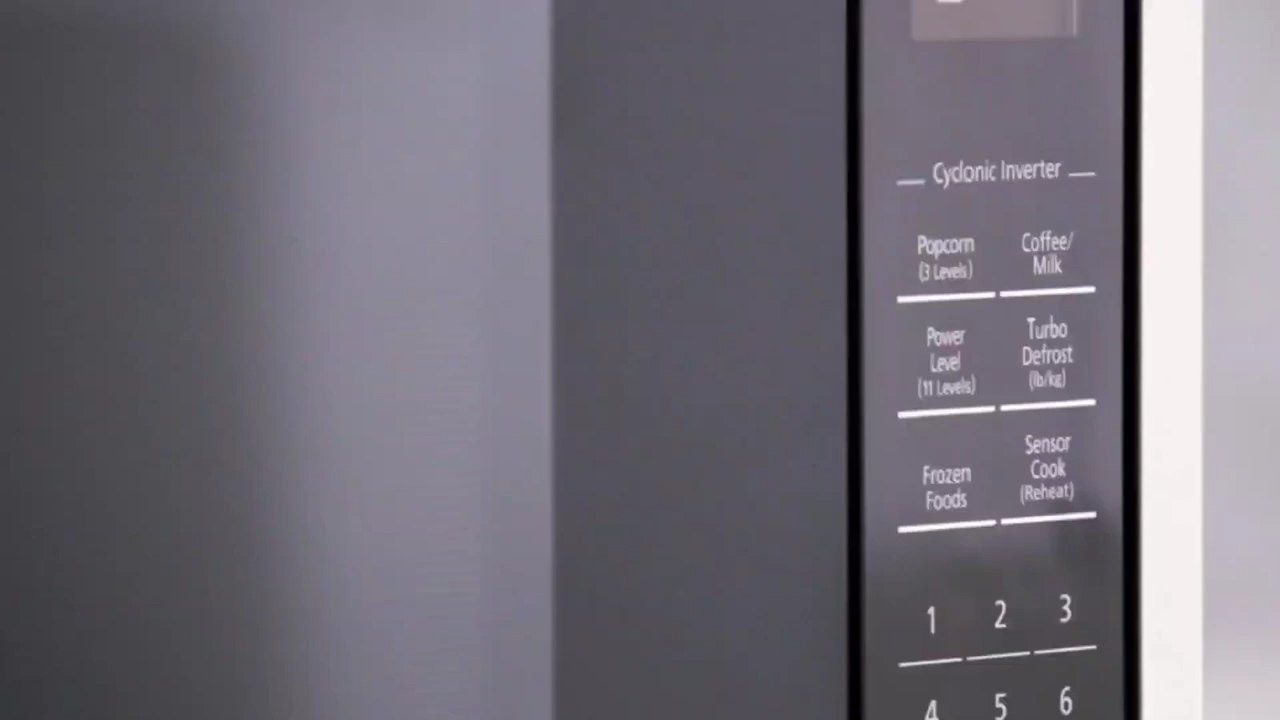 Cyclonic Inverter
Popcorn
(3 Levels)
Coffee/
Milk
Power
Level
(11 Levels)
Turbo
Defrost
(lb/kg)
Frozen
Foods
Sensor
Cook
(Reheat)
1 2 3
4 5 6